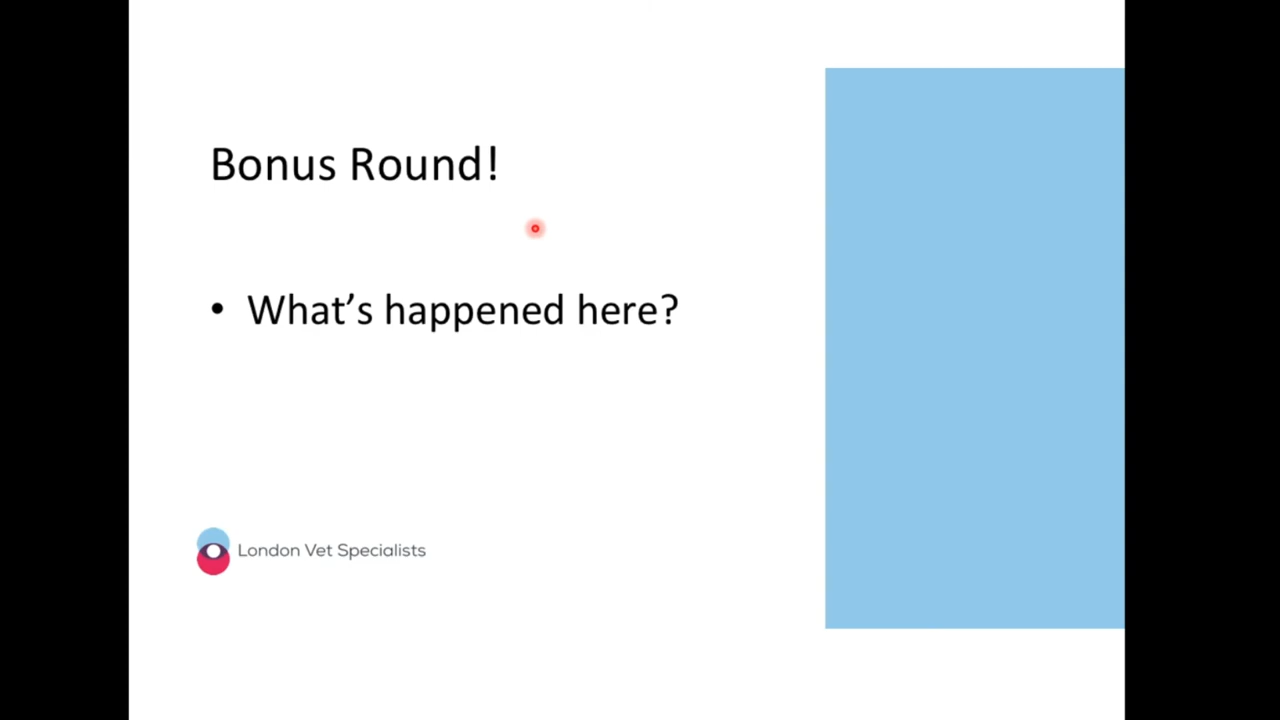 Bonus Round!
• What’s happened here?
London Vet Specialists